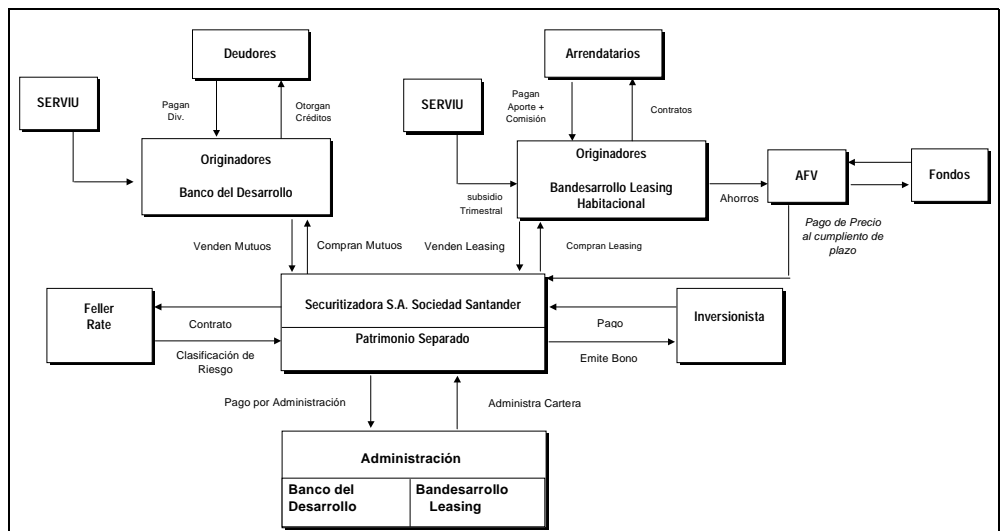 Deudores
Arrendatarios
SERVIU
Pagan
Div.
Otorgan
Créditos
SERVIU
Pagan
Aporte +
Comisión
Contratos
Originadores
Banco del Desarrollo
Originadores
Bandesarrollo Leasing
Habitacional
AFV
Fondos
subsidio
Trimestral
Ahorros
Pago de Precio
al cumpliento de
plazo
Venden Mutuos
Compran Mutuos
Venden Leasing
Compran Leasing
Feller
Rate
Contrato
Clasificación de
Riesgo
Securitizadora S.A. Sociedad Santander
Patrimonio Separado
Pago
Emite Bono
Inversionista
Pago por Administración
Administra Cartera
Administración
Banco del
Desarrollo
Bandesarrollo
Leasing